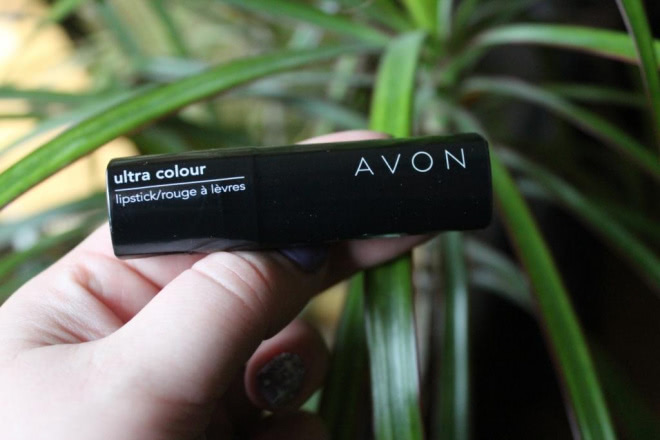 ultra colour
lipstick/rouge à lèvres
AVON